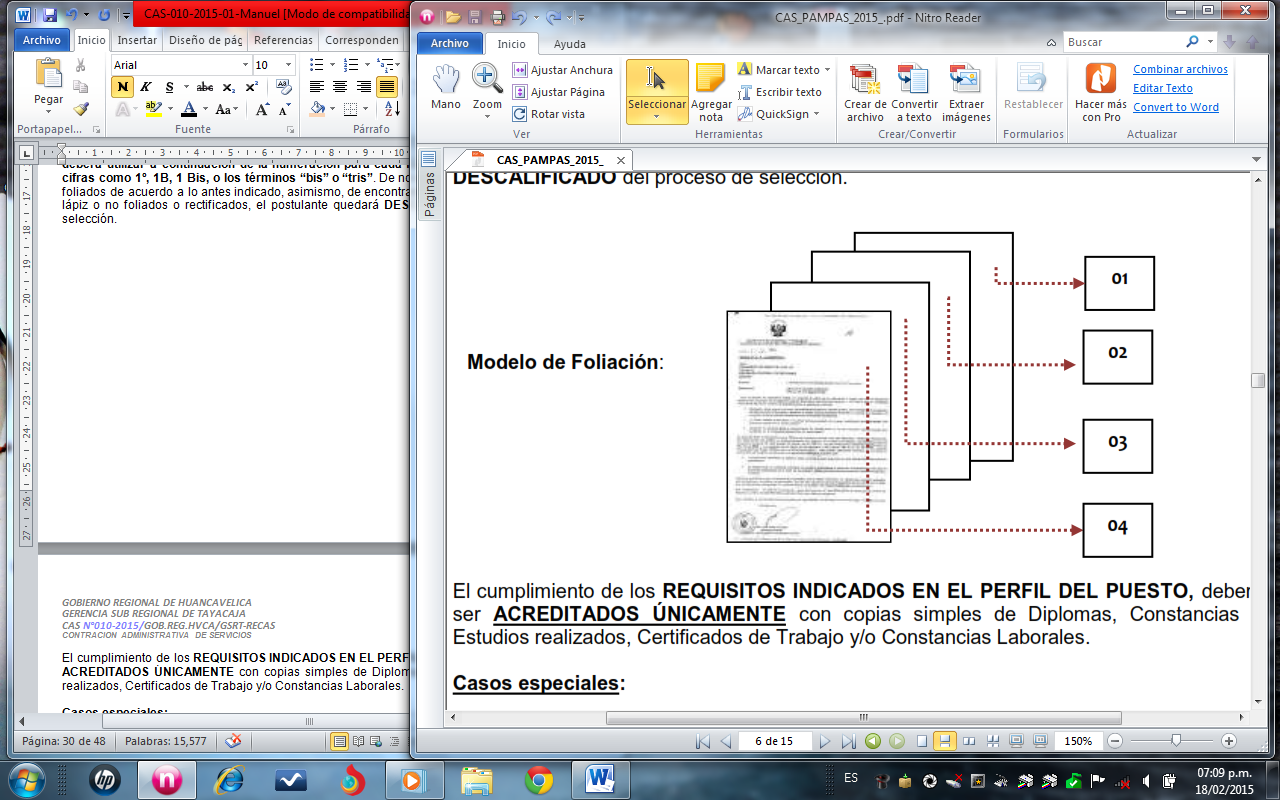 CAS-010-2015-01-Manuel [Modo de compatibilida
Archivo Inicio Insertar Diseño de pág Referencias Corresponden
Pegar
Arial 10
N K S abc x₂ x²
Aa A A
Portapapel... Fuente Párrafo
cifras como 1º, 1B, 1 Bis, o los términos “bis” o “tris”. De no
foliados de acuerdo a lo antes indicado, asimismo, de encontra
lápiz o no foliados o rectificados, el postulante quedará DES
selección.
GOBIERNO REGIONAL DE HUANCAVELICA
GERENCIA SUB REGIONAL DE TAYACAJA
CAS N°010-2015/GOB.REG.HVCA/GSRT-RECAS
CONTRACION ADMINISTRATIVA DE SERVICIOS
El cumplimiento de los REQUISITOS INDICADOS EN EL PERF
ACREDITADOS ÚNICAMENTE con copias simples de Diplom
realizados, Certificados de Trabajo y/o Constancias Laborales.
Casos especiales:
Página: 30 de 48 Palabras: 15,577
CAS_PAMPAS_2015_.pdf - Nitro Reader
Archivo Inicio Ayuda
Buscar
Mano Zoom
Ajustar Anchura
Ajustar Página
Rotar vista
Ver
Seleccionar
Agregar nota
Marcar texto
Escribir texto
QuickSign
Herramientas
Crear de archivo
Convertir a texto
Extraer imágenes
Crear/Convertir
Restablecer
Formularios
Hacer más con Pro
Combinar archivos
Editar Texto
Convert to Word
Actualizar
CAS_PAMPAS_2015_
Páginas
DESCALIFICADO del proceso de selección.
Modelo de Foliación:
01
02
03
04
El cumplimiento de los REQUISITOS INDICADOS EN EL PERFIL DEL PUESTO, deber
ser ACREDITADOS ÚNICAMENTE con copias simples de Diplomas, Constancias
Estudios realizados, Certificados de Trabajo y/o Constancias Laborales.
Casos especiales:
6 de 15
150%
ES
07:09 p.m.
18/02/2015